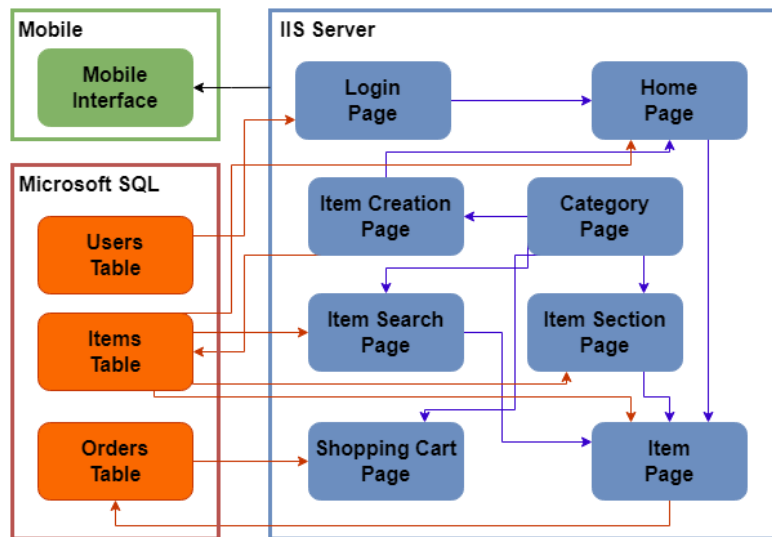 Mobile
Mobile
Interface
IIS Server
Login
Page
Home
Page
Microsoft SQL
Users
Table
Items
Table
Orders
Table
Item Creation
Page
Category
Page
Item Search
Page
Item Section
Page
Shopping Cart
Page
Item
Page